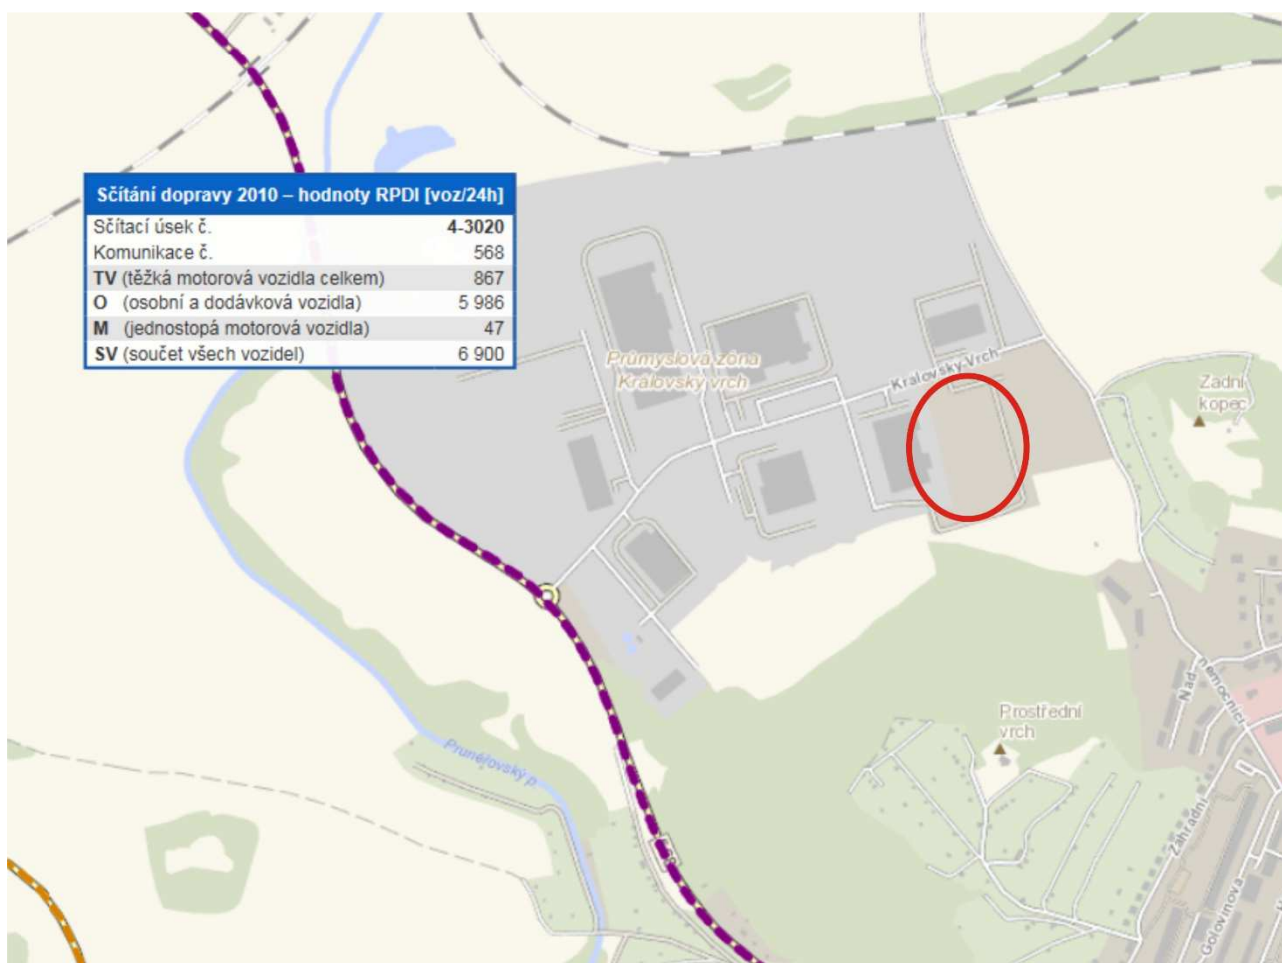 Sčítání dopravy 2010 – hodnoty RPDI [voz/24h]
Sčítací úsek č. 4-3020
Komunikace č. 568
TV (těžká motorová vozidla celkem) 867
O (osobní a dodávková vozidla) 5 986
M (jednostopá motorová vozidla) 47
SV (součet všech vozidel) 6 900
Průmyslová zóna
Královský vrch
Královský Vrch
Zadní
kopec
Prostřední
vrch
Nad
nemocnicí
Prunéřovský p.
Zahradní
Golovinova